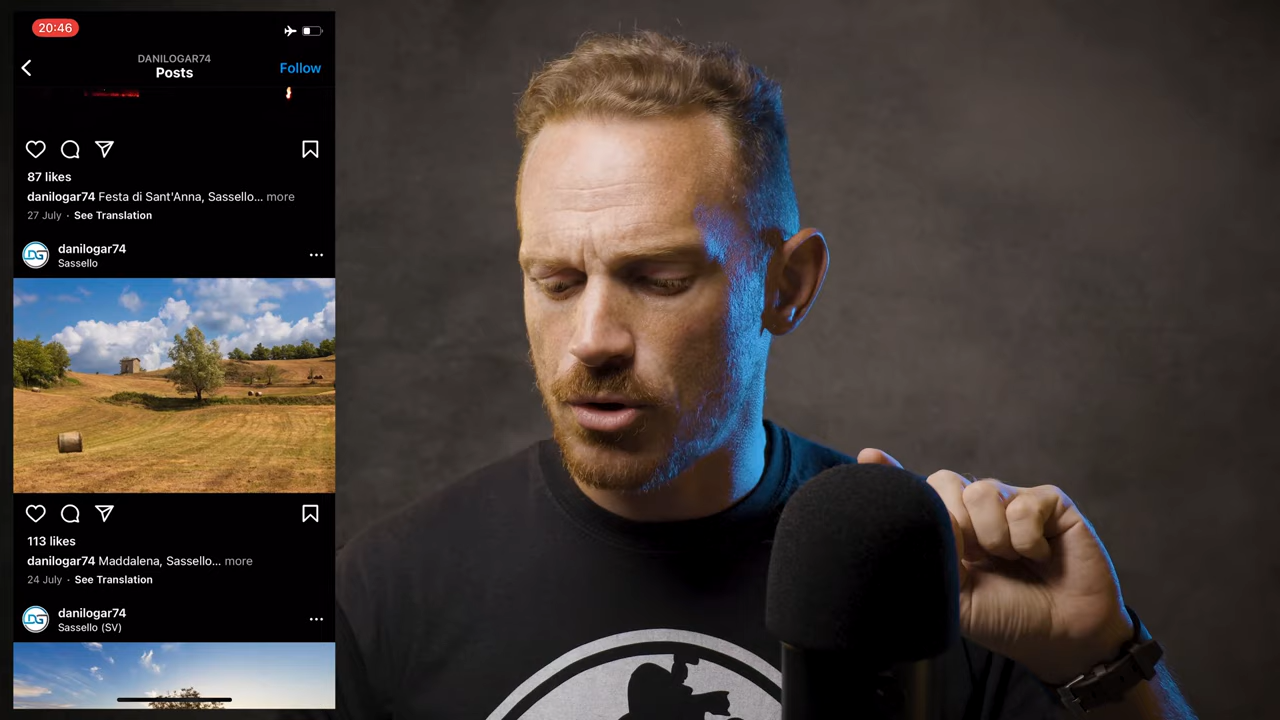 20:46
DANILOGAR74
Posts
Follow
87 likes
danilogar74 Festa di Sant'Anna, Sassello... more
27 July · See Translation
DG
danilogar74
Sassello
113 likes
danilogar74 Maddalena, Sassello... more
24 July · See Translation
DG
danilogar74
Sassello (SV)